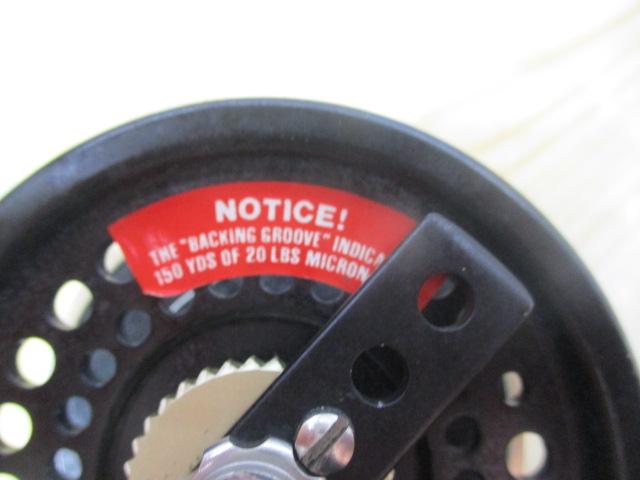 NOTICE!
THE "BACKING GROOVE" INDICA
150 YDS OF 20 LBS MICRON